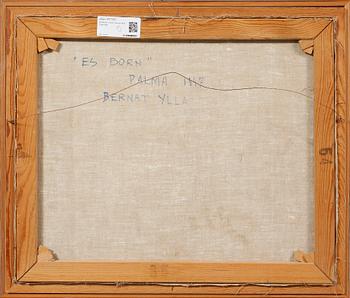 "ES BORN"
PALMA
BERNAT YLLA